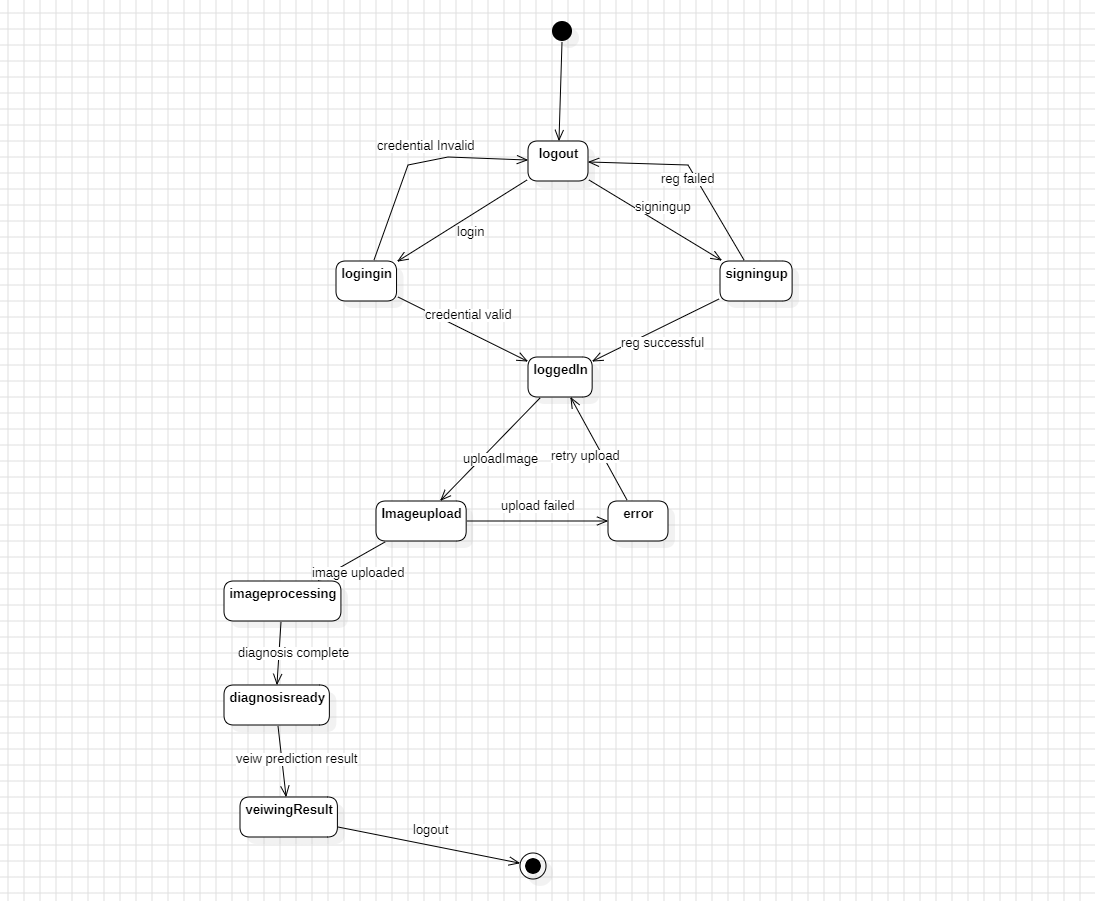 credential Invalid
logout
reg failed
signingup
login
logingin
signingup
credential valid
reg successful
loggedIn
uploadImage
retry upload
Imageupload
upload failed
error
image uploaded
imageprocessing
diagnosis complete
diagnosisready
veiw prediction result
veiwingResult
logout